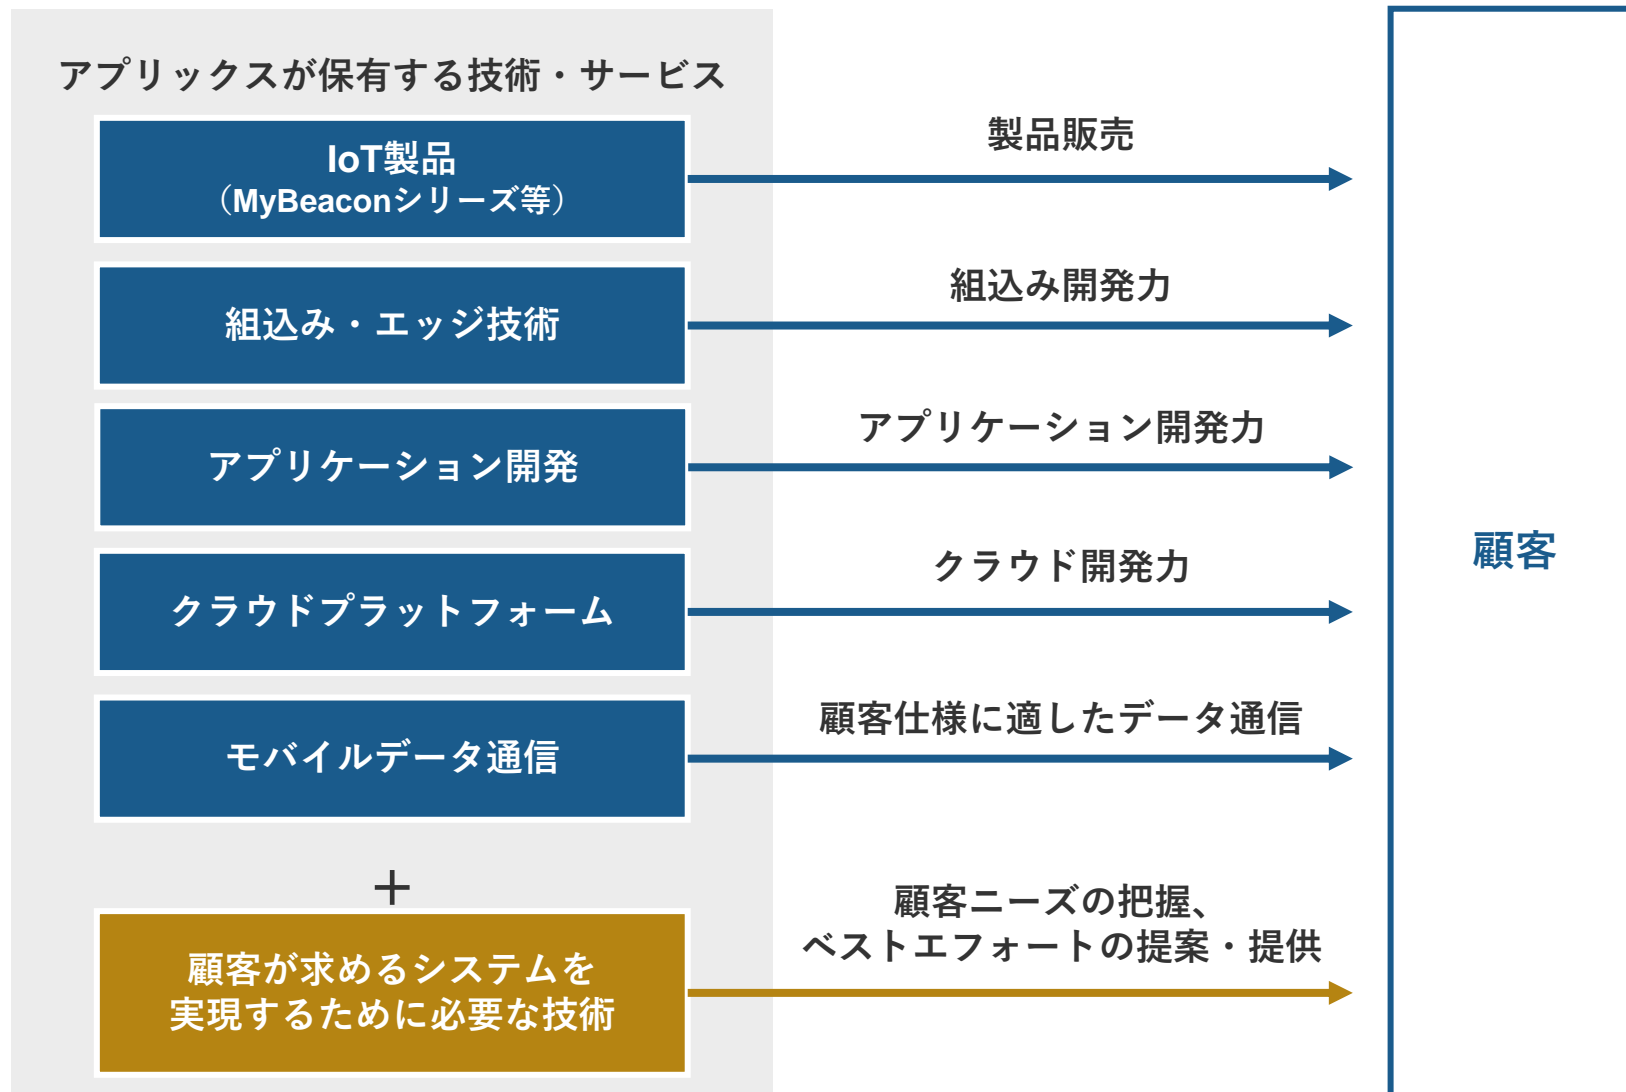 アプリックスが保有する技術・サービス
IoT製品
（MyBeaconシリーズ等）
製品販売
組込み・エッジ技術
組込み開発力
アプリケーション開発
アプリケーション開発力
クラウドプラットフォーム
クラウド開発力
モバイルデータ通信
顧客仕様に適したデータ通信
＋
顧客が求めるシステムを
実現するために必要な技術
顧客ニーズの把握、
ベストエフォートの提案・提供
顧客